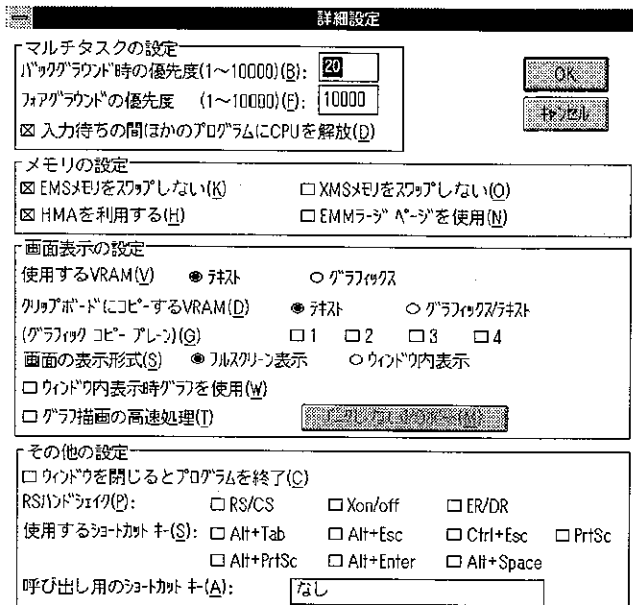 詳細設定
マルチタスクの設定
バックグラウンド時の優先度(1～10000)(B): 20
フォアグラウンドの優先度 (1～10000)(F): 10000
入力待ちの間ほかのプログラムにCPUを解放(D)
OK
キャンセル
メモリの設定
EMSメモリをスワップしない(K) XMSメモリをスワップしない(O)
HMAを利用する(H) EMMラージ ページを使用(N)
画面表示の設定
使用するVRAM(V) テキスト グラフィックス
クリップボードにコピーするVRAM(D) テキスト グラフィックス/テキスト
(グラフィック コピー プレーン)(G) 1 2 3 4
画面の表示形式(S) フルスクリーン表示 ウィンドウ内表示
ウィンドウ内表示時グラフを使用(W)
グラフ描画の高速処理(T)
その他の設定
ウィンドウを閉じるとプログラムを終了(C)
RSハンドシェイク(P): RS/CS Xon/off ER/DR
使用するショートカット キー(S): Alt+Tab Alt+Esc Ctrl+Esc PrtSc
Alt+PrtSc Alt+Enter Alt+Space
呼び出し用のショートカット キー(A): なし